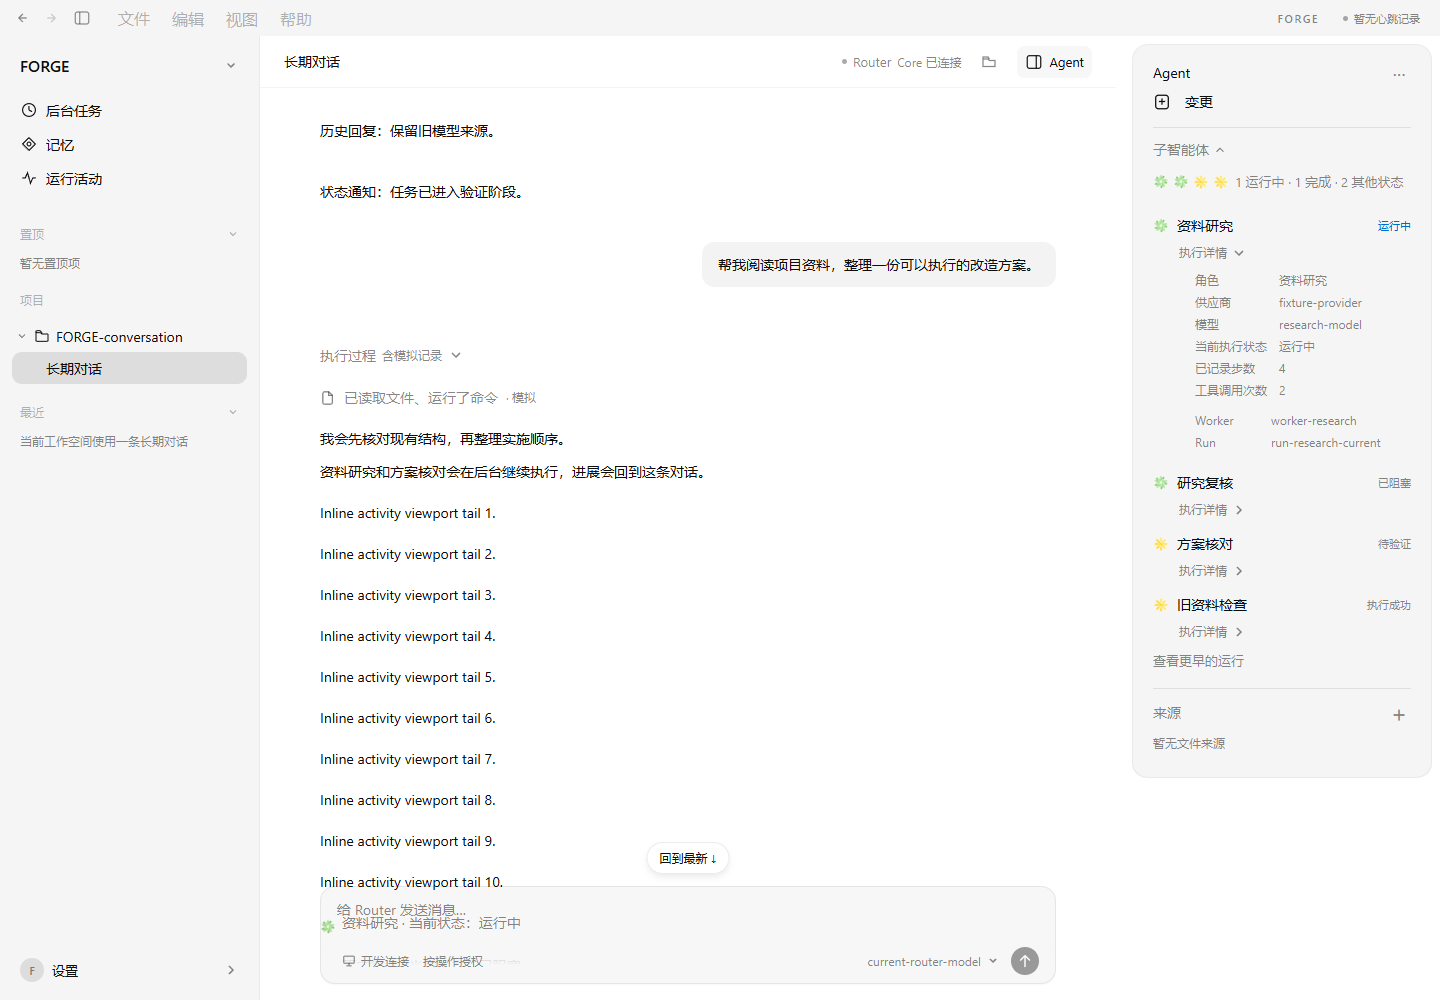 文件 编辑 视图 帮助
FORGE
暂无心跳记录
FORGE
后台任务
记忆
运行活动
置顶
暂无置顶项
项目
FORGE-conversation
长期对话
最近
当前工作空间使用一条长期对话
F 设置
长期对话
Router Core 已连接
Agent
历史回复：保留旧模型来源。
状态通知：任务已进入验证阶段。
帮我阅读项目资料，整理一份可以执行的改造方案。
执行过程 含模拟记录
已读取文件、运行了命令 · 模拟
我会先核对现有结构，再整理实施顺序。
资料研究和方案核对会在后台继续执行，进展会回到这条对话。
Inline activity viewport tail 1.
Inline activity viewport tail 2.
Inline activity viewport tail 3.
Inline activity viewport tail 4.
Inline activity viewport tail 5.
Inline activity viewport tail 6.
Inline activity viewport tail 7.
Inline activity viewport tail 8.
Inline activity viewport tail 9.
回到最新 ↓
Inline activity viewport tail 10.
给 Router 发送消息...
资料研究 · 当前状态：运行中
开发连接 按操作授权
current-router-model
Agent
变更
子智能体
1 运行中 · 1 完成 · 2 其他状态
资料研究 运行中
执行详情
角色 资料研究
供应商 fixture-provider
模型 research-model
当前执行状态 运行中
已记录步数 4
工具调用次数 2
Worker worker-research
Run run-research-current
研究复核 已阻塞
执行详情
方案核对 待验证
执行详情
旧资料检查 执行成功
执行详情
查看更早的运行
来源
暂无文件来源